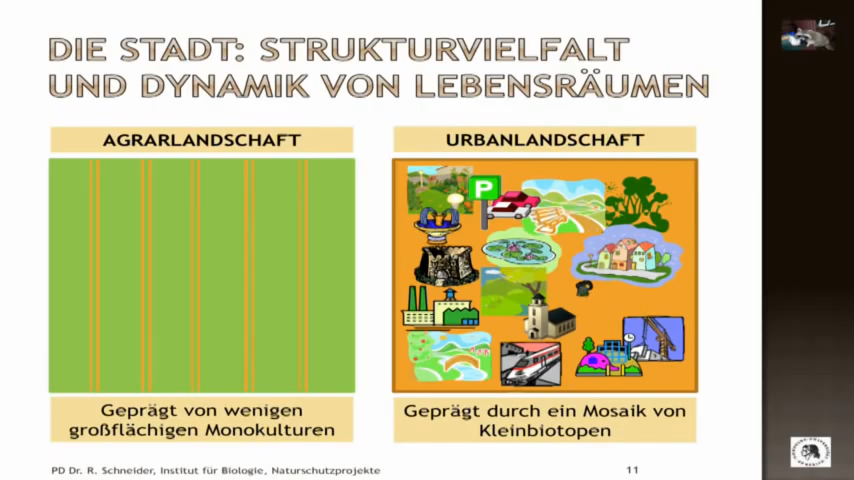 DIE STADT: STRUKTURVIELFALT
UND DYNAMIK VON LEBENSRÄUMEN
AGRARLANDSCHAFT
URBANLANDSCHAFT
P
Geprägt von wenigen
großflächigen Monokulturen
Geprägt durch ein Mosaik von
Kleinbiotopen
PD Dr. R. Schneider, Institut für Biologie, Naturschutzprojekte
11